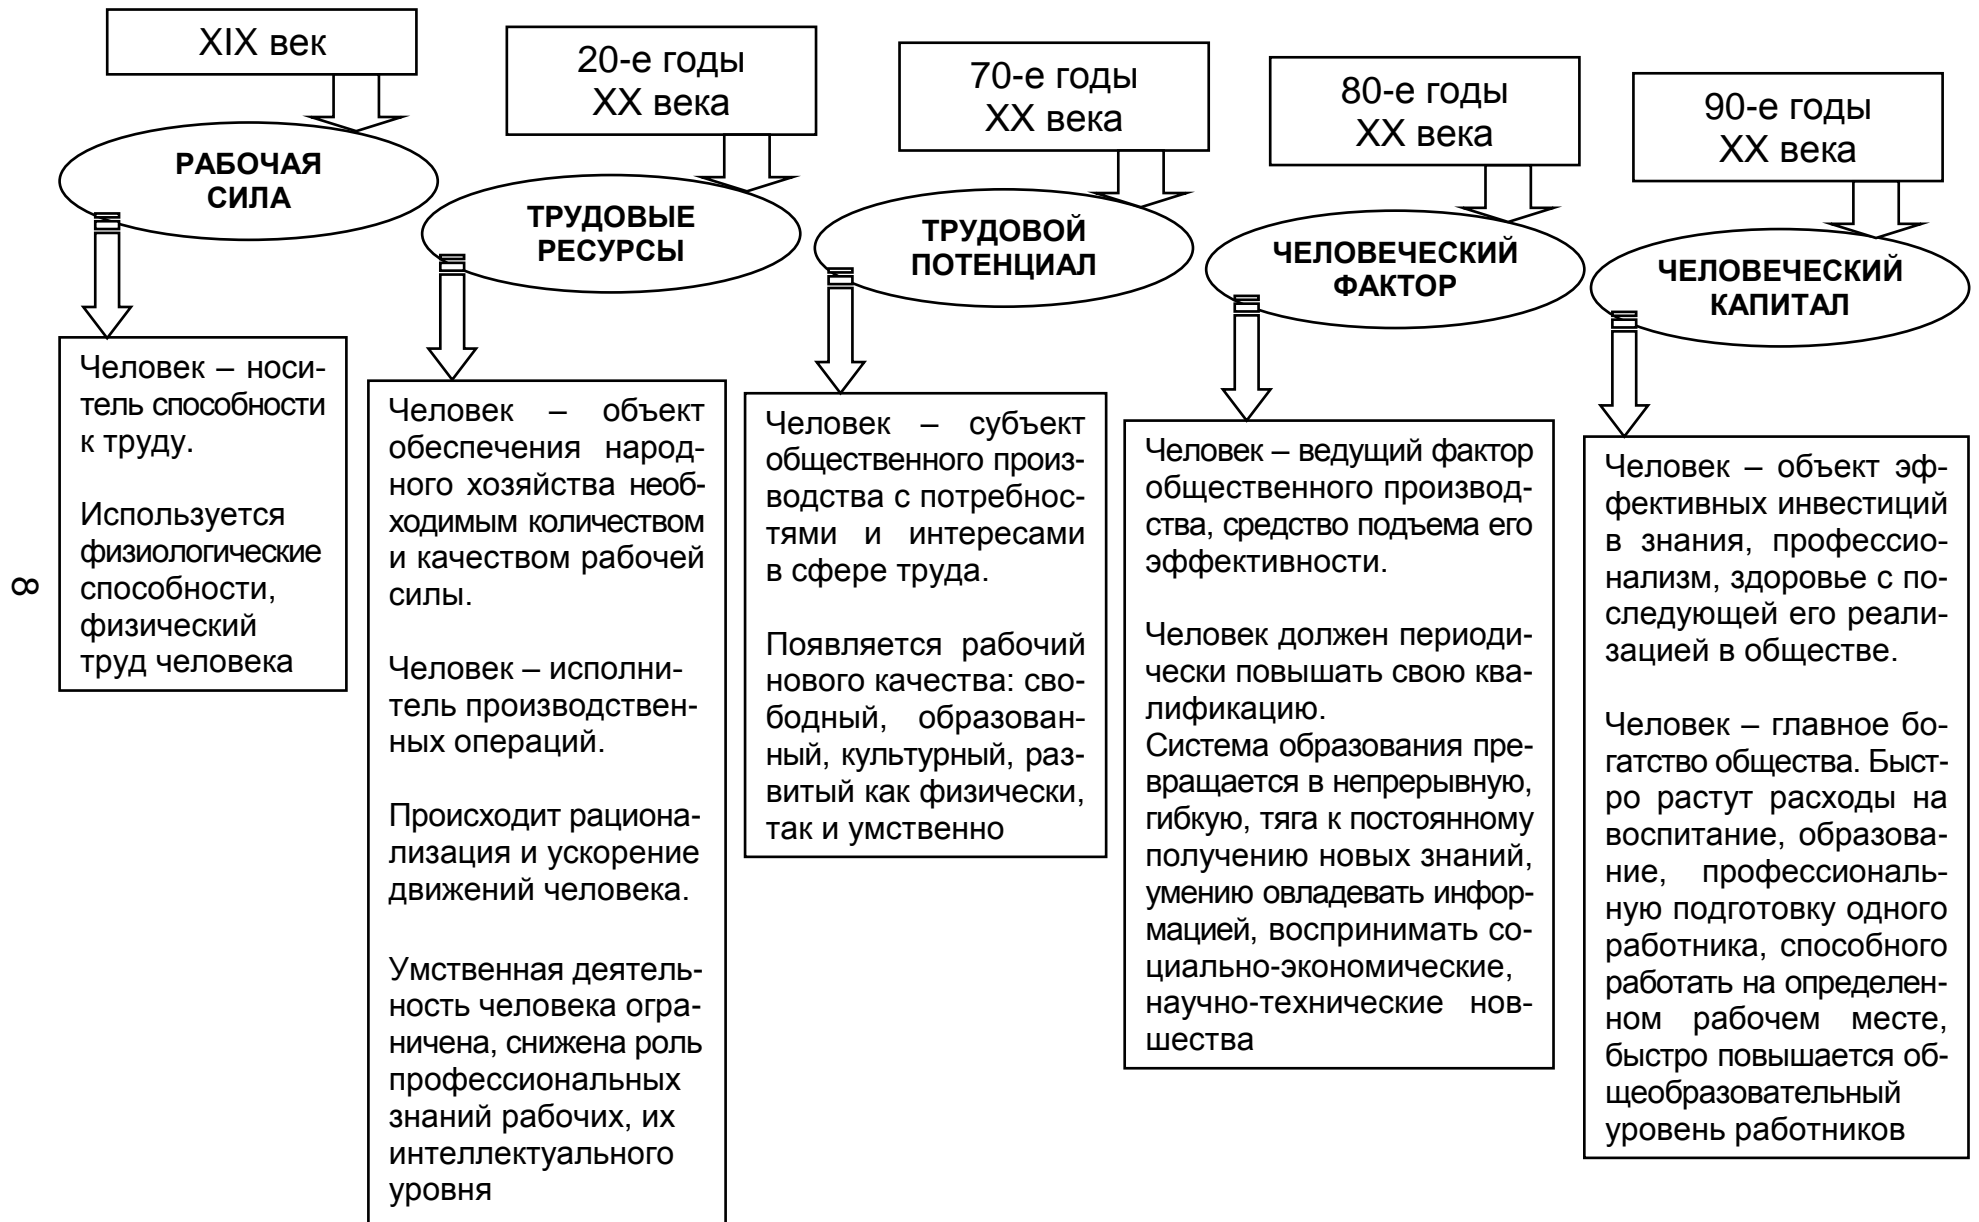 XIX век
РАБОЧАЯ
СИЛА
Человек – носи-
тель способности
к труду.
Используется
физиологические
способности,
физический
труд человека
20-е годы
XX века
ТРУДОВЫЕ
РЕСУРСЫ
Человек – объект
обеспечения народ-
ного хозяйства необ-
ходимым количеством
и качеством рабочей
силы.
Человек – исполни-
тель производствен-
ных операций.
Происходит рациона-
лизация и ускорение
движений человека.
Умственная деятель-
ность человека огра-
ничена, снижена роль
профессиональных
знаний рабочих, их
интеллектуального
уровня
70-е годы
XX века
ТРУДОВОЙ
ПОТЕНЦИАЛ
Человек – субъект
общественного произ-
водства с потребнос-
тями и интересами
в сфере труда.
Появляется рабочий
нового качества: сво-
бодный, образован-
ный, культурный, раз-
витый как физически,
так и умственно
80-е годы
XX века
ЧЕЛОВЕЧЕСКИЙ
ФАКТОР
Человек – ведущий фактор
общественного производ-
ства, средство подъема его
эффективности.
Человек должен периоди-
чески повышать свою ква-
лификацию.
Система образования пре-
вращается в непрерывную,
гибкую, тяга к постоянному
получению новых знаний,
умению овладевать инфор-
мацией, воспринимать со-
циально-экономические,
научно-технические нов-
шества
90-е годы
XX века
ЧЕЛОВЕЧЕСКИЙ
КАПИТАЛ
Человек – объект эф-
фективных инвестиций
в знания, профессио-
нализм, здоровье с по-
следующей его реали-
зацией в обществе.
Человек – главное бо-
гатство общества. Быст-
ро растут расходы на
воспитание, образова-
ние, профессиональ-
ную подготовку одного
работника, способного
работать на определен-
ном рабочем месте,
быстро повышается об-
щеобразовательный
уровень работников
8